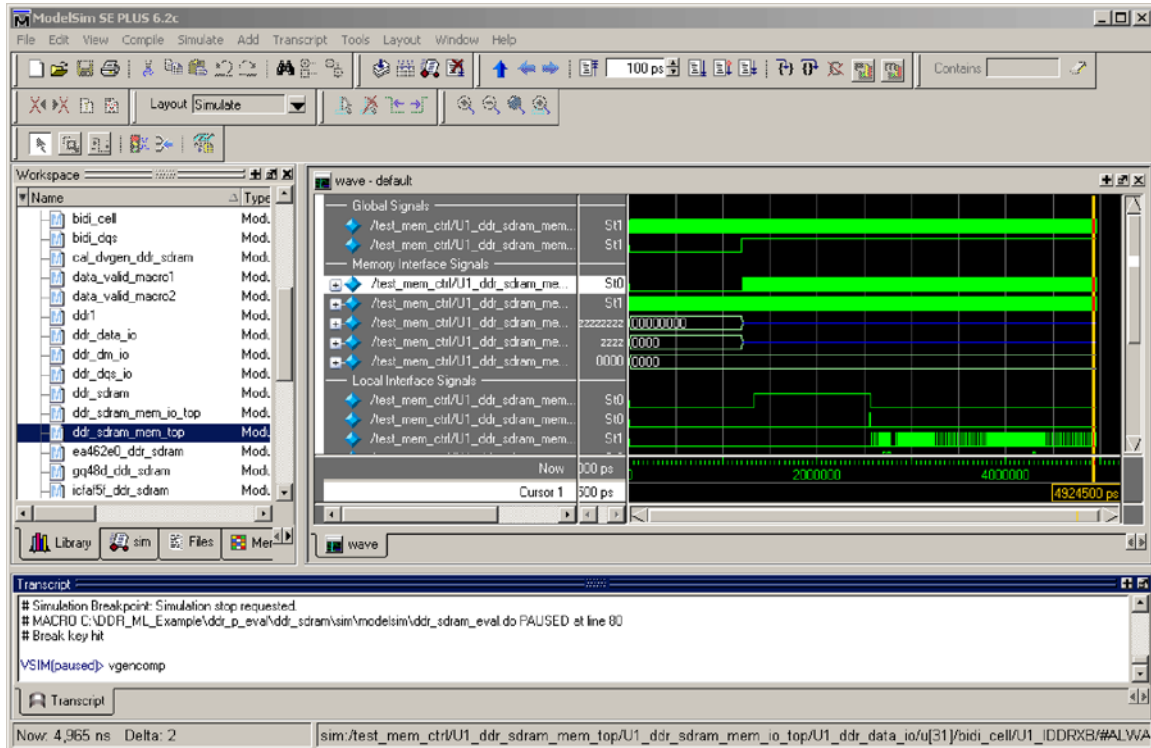 ModelSim SE PLUS 6.2c
File Edit View Compile Simulate Add Transcript Tools Layout Window Help
100 ps
Contains
Layout Simulate
Workspace
Name Type
bidi_cell Mod.
bidi_dqs Mod.
cal_dvgen_ddr_sdram Mod.
data_valid_macro1 Mod.
data_valid_macro2 Mod.
ddr1 Mod.
ddr_data_io Mod.
ddr_dm_io Mod.
ddr_dqs_io Mod.
ddr_sdram Mod.
ddr_sdram_mem_io_top Mod.
ddr_sdram_mem_top Mod.
ea462e0_ddr_sdram Mod.
gq48d_ddr_sdram Mod.
icfaf5f_ddr_sdram Mod.
Library sim Files Mer
wave - default
Global Signals
/test_mem_ctrl/U1_ddr_sdram_mem... St1
/test_mem_ctrl/U1_ddr_sdram_mem... St1
Memory Interface Signals
/test_mem_ctrl/U1_ddr_sdram_me... St0
/test_mem_ctrl/U1_ddr_sdram_me... St1
/test_mem_ctrl/U1_ddr_sdram_me... zzzzzzzz 00000000
/test_mem_ctrl/U1_ddr_sdram_me... zzzz 0000
/test_mem_ctrl/U1_ddr_sdram_me... 0000 0000
Local Interface Signals
/test_mem_ctrl/U1_ddr_sdram_mem... St0
/test_mem_ctrl/U1_ddr_sdram_mem... St0
/test_mem_ctrl/U1_ddr_sdram_mem... St1
Now 000 ps 2000000 4000000
Cursor 1 500 ps 4924500 ps
wave
Transcript
# Simulation Breakpoint: Simulation stop requested.
# MACRO C:\DDR_ML_Example\ddr_p_eval\ddr_sdram\sim\modelsim\ddr_sdram_eval.do PAUSED at line 80
# Break key hit
VSIM(paused)> vgencomp
Transcript
Now: 4,965 ns Delta: 2
sim:/test_mem_ctrl/U1_ddr_sdram_mem_top/U1_ddr_sdram_mem_io_top/U1_ddr_data_io/u[31]/bidi_cell/U1_IDDRXB/#ALWA